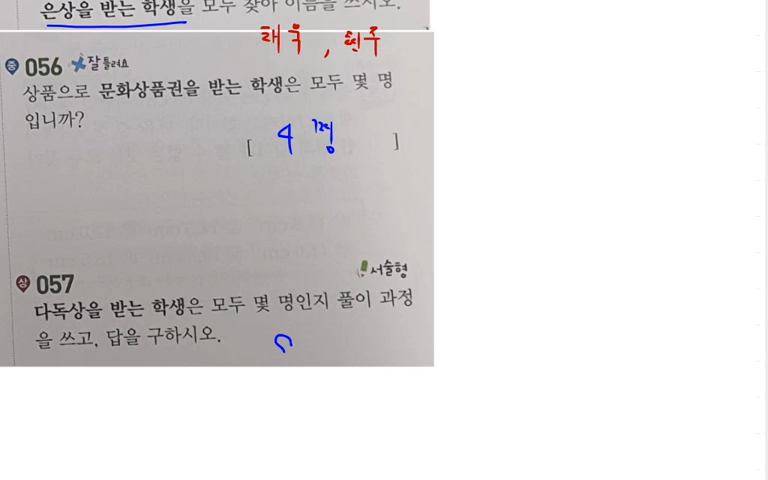 은상을 받는 학생을 모두 찾아 이름을 쓰시오.
태욱, 현주
중 056 잘 틀려요
상품으로 문화상품권을 받는 학생은 모두 몇 명
입니까?
[ 4명 ]
상 057 서술형
다독상을 받는 학생은 모두 몇 명인지 풀이 과정
을 쓰고, 답을 구하시오.